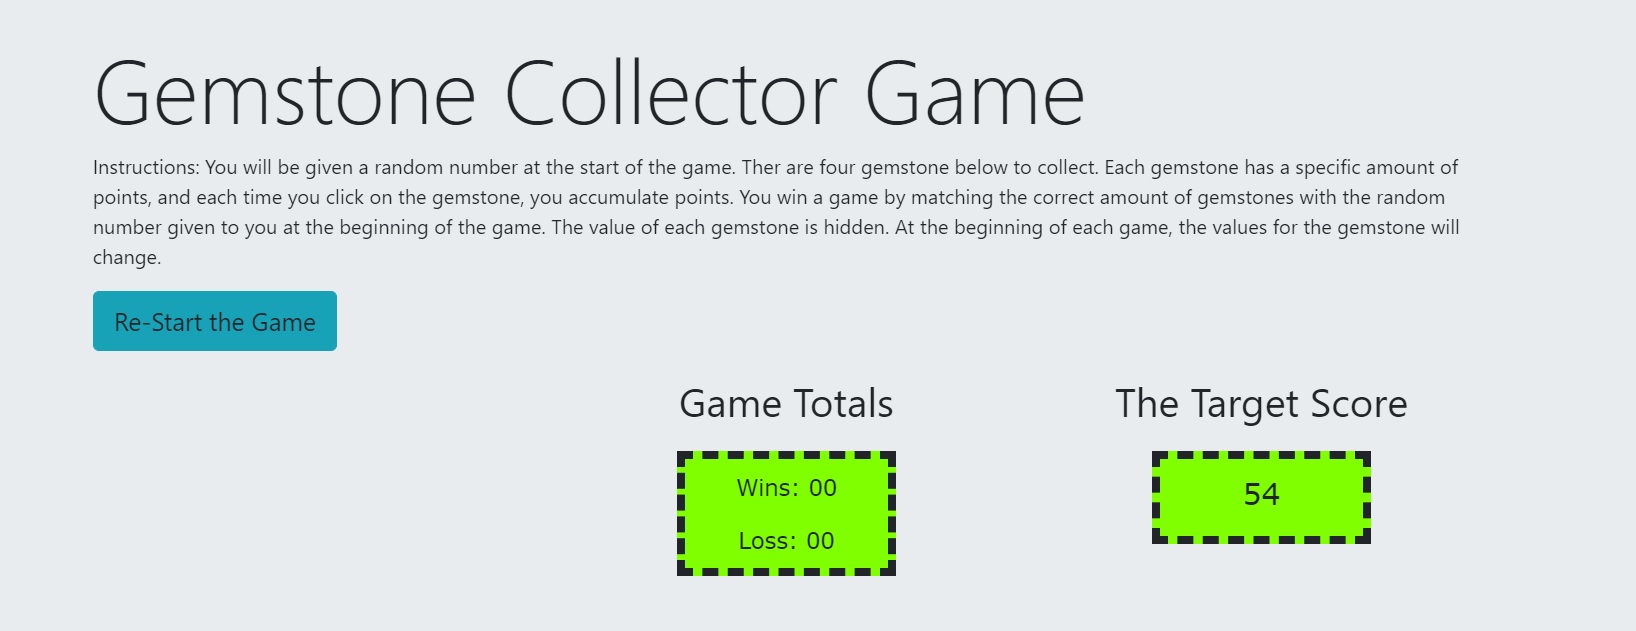 Gemstone Collector Game
Instructions: You will be given a random number at the start of the game. Ther are four gemstone below to collect. Each gemstone has a specific amount of
points, and each time you click on the gemstone, you accumulate points. You win a game by matching the correct amount of gemstones with the random
number given to you at the beginning of the game. The value of each gemstone is hidden. At the beginning of each game, the values for the gemstone will
change.
Re-Start the Game
Game Totals
Wins: 00
Loss: 00
The Target Score
54